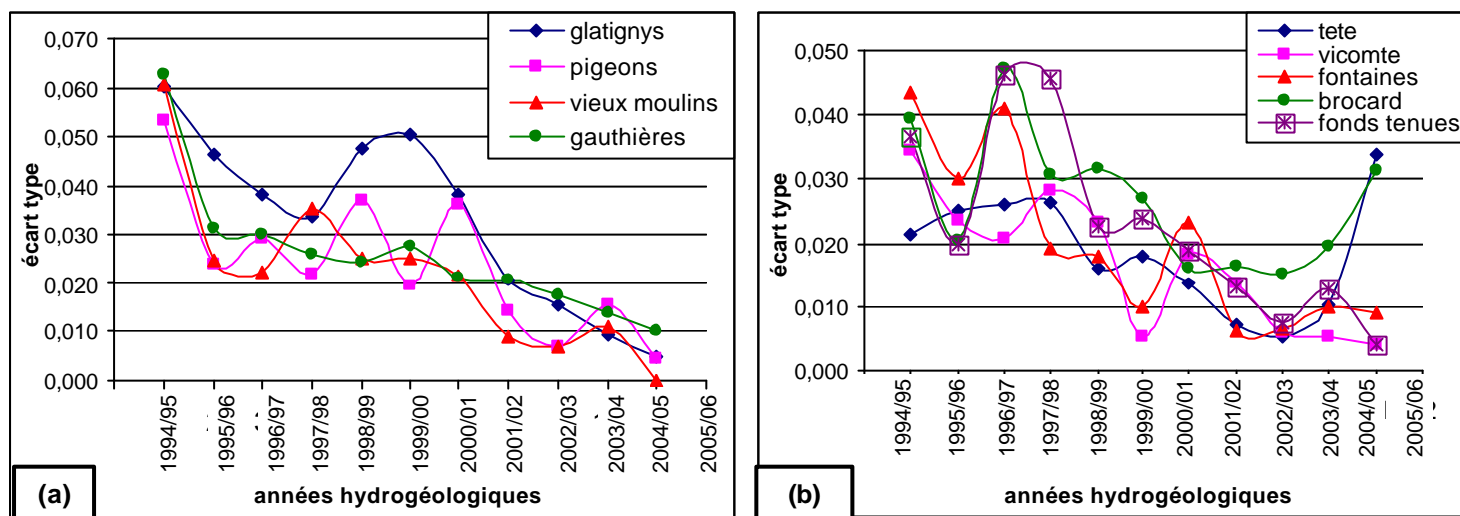 glatignys
pigeons
vieux moulins
gauthières
0,070
0,060
0,050
0,040
0,030
0,020
0,010
0,000
écart type
1994/95
1995/96
1996/97
1997/98
1998/99
1999/00
2000/01
2001/02
2002/03
2003/04
2004/05
2005/06
années hydrogéologiques
(a)
tete
vicomte
fontaines
brocard
fonds tenues
0,050
0,040
0,030
0,020
0,010
0,000
écart type
1994/95
1995/96
1996/97
1997/98
1998/99
1999/00
2000/01
2001/02
2002/03
2003/04
2004/05
2005/06
années hydrogéologiques
(b)